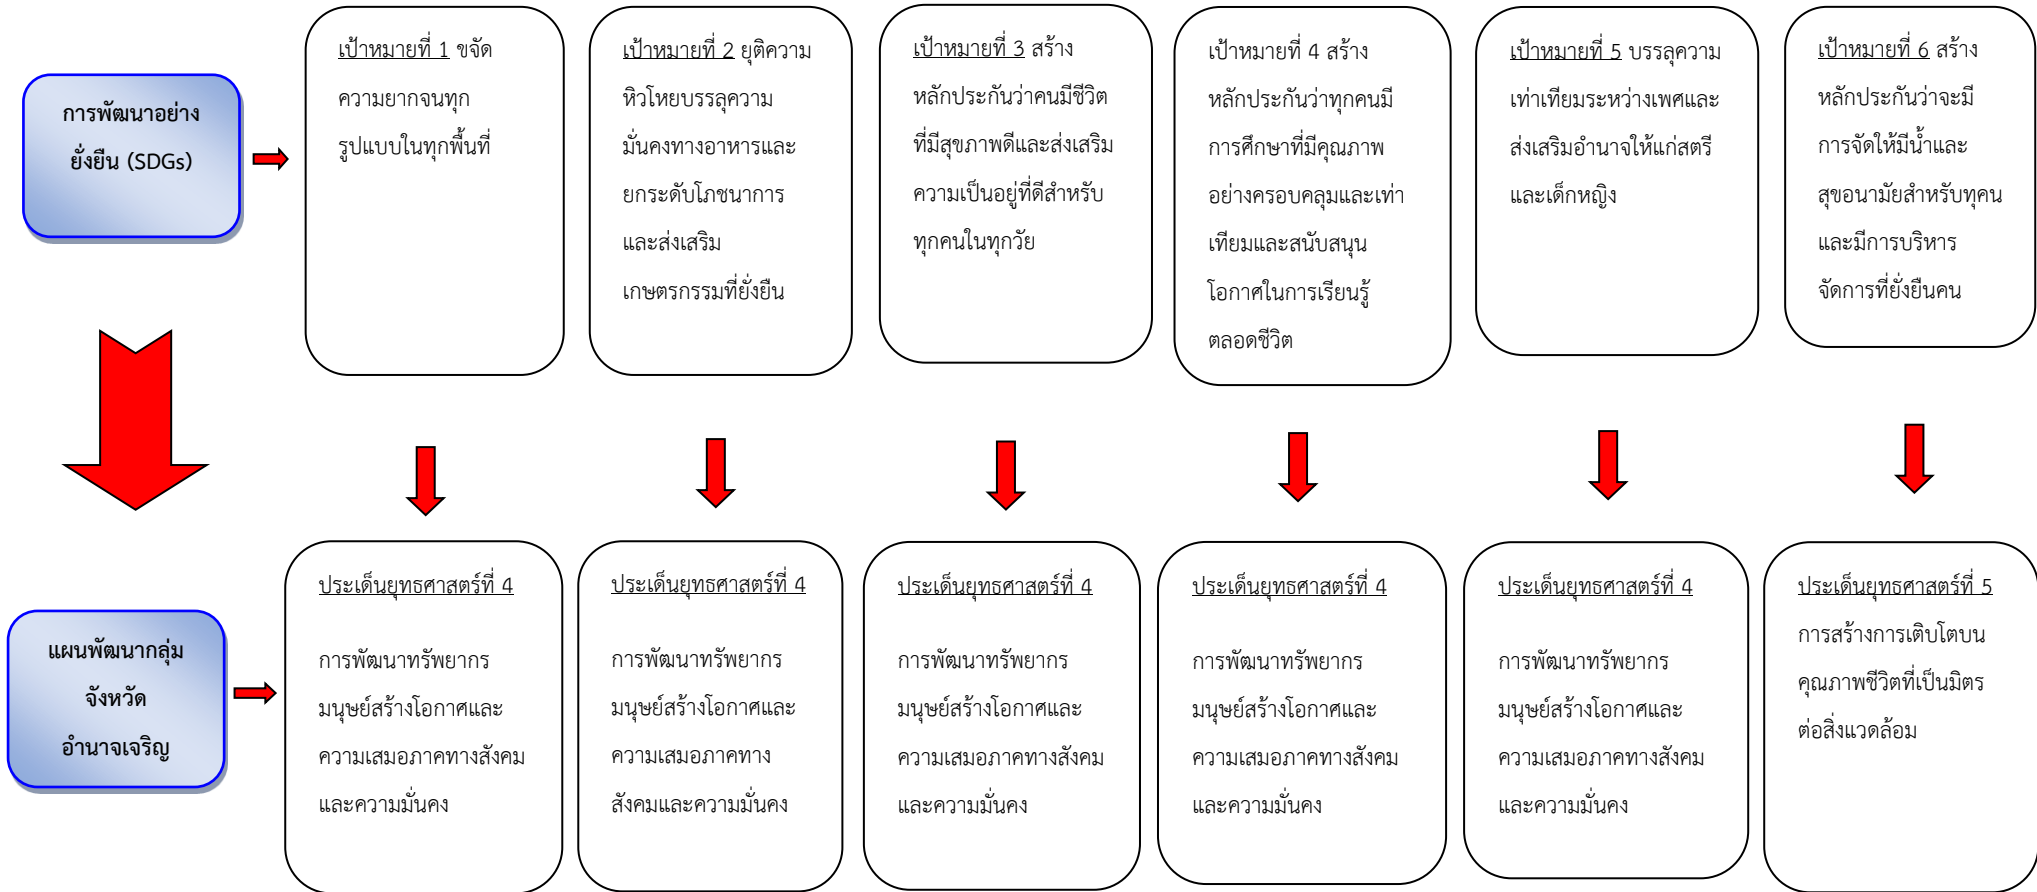 การพัฒนาอย่าง
ยั่งยืน (SDGs)
เป้าหมายที่ 1 ขจัด
ความยากจนทุก
รูปแบบในทุกพื้นที่
เป้าหมายที่ 2 ยุติความ
หิวโหยบรรลุความ
มั่นคงทางอาหารและ
ยกระดับโภชนาการ
และส่งเสริม
เกษตรกรรมที่ยั่งยืน
เป้าหมายที่ 3 สร้าง
หลักประกันว่าคนมีชีวิต
ที่มีสุขภาพดีและส่งเสริม
ความเป็นอยู่ที่ดีสำหรับ
ทุกคนในทุกวัย
เป้าหมายที่ 4 สร้าง
หลักประกันว่าทุกคนมี
การศึกษาที่มีคุณภาพ
อย่างครอบคลุมและเท่า
เทียมและสนับสนุน
โอกาสในการเรียนรู้
ตลอดชีวิต
เป้าหมายที่ 5 บรรลุความ
เท่าเทียมระหว่างเพศและ
ส่งเสริมอำนาจให้แก่สตรี
และเด็กหญิง
เป้าหมายที่ 6 สร้าง
หลักประกันว่าจะมี
การจัดให้มีน้ำและ
สุขอนามัยสำหรับทุคน
และมีการบริหาร
จัดการที่ยั่งยืนคน
แผนพัฒนากลุ่ม
จังหวัด
อำนาจเจริญ
ประเด็นยุทธศาสตร์ที่ 4
การพัฒนาทรัพยากร
มนุษย์สร้างโอกาสและ
ความเสมอภาคทางสังคม
และความมั่นคง
ประเด็นยุทธศาสตร์ที่ 4
การพัฒนาทรัพยากร
มนุษย์สร้างโอกาสและ
ความเสมอภาคทาง
สังคมและความมั่นคง
ประเด็นยุทธศาสตร์ที่ 4
การพัฒนาทรัพยากร
มนุษย์สร้างโอกาสและ
ความเสมอภาคทางสังคม
และความมั่นคง
ประเด็นยุทธศาสตร์ที่ 4
การพัฒนาทรัพยากร
มนุษย์สร้างโอกาสและ
ความเสมอภาคทางสังคม
และความมั่นคง
ประเด็นยุทธศาสตร์ที่ 4
การพัฒนาทรัพยากร
มนุษย์สร้างโอกาสและ
ความเสมอภาคทางสังคม
และความมั่นคง
ประเด็นยุทธศาสตร์ที่ 5
การสร้างการเติบโตบน
คุณภาพชีวิตที่เป็นมิตร
ต่อสิ่งแวดล้อม